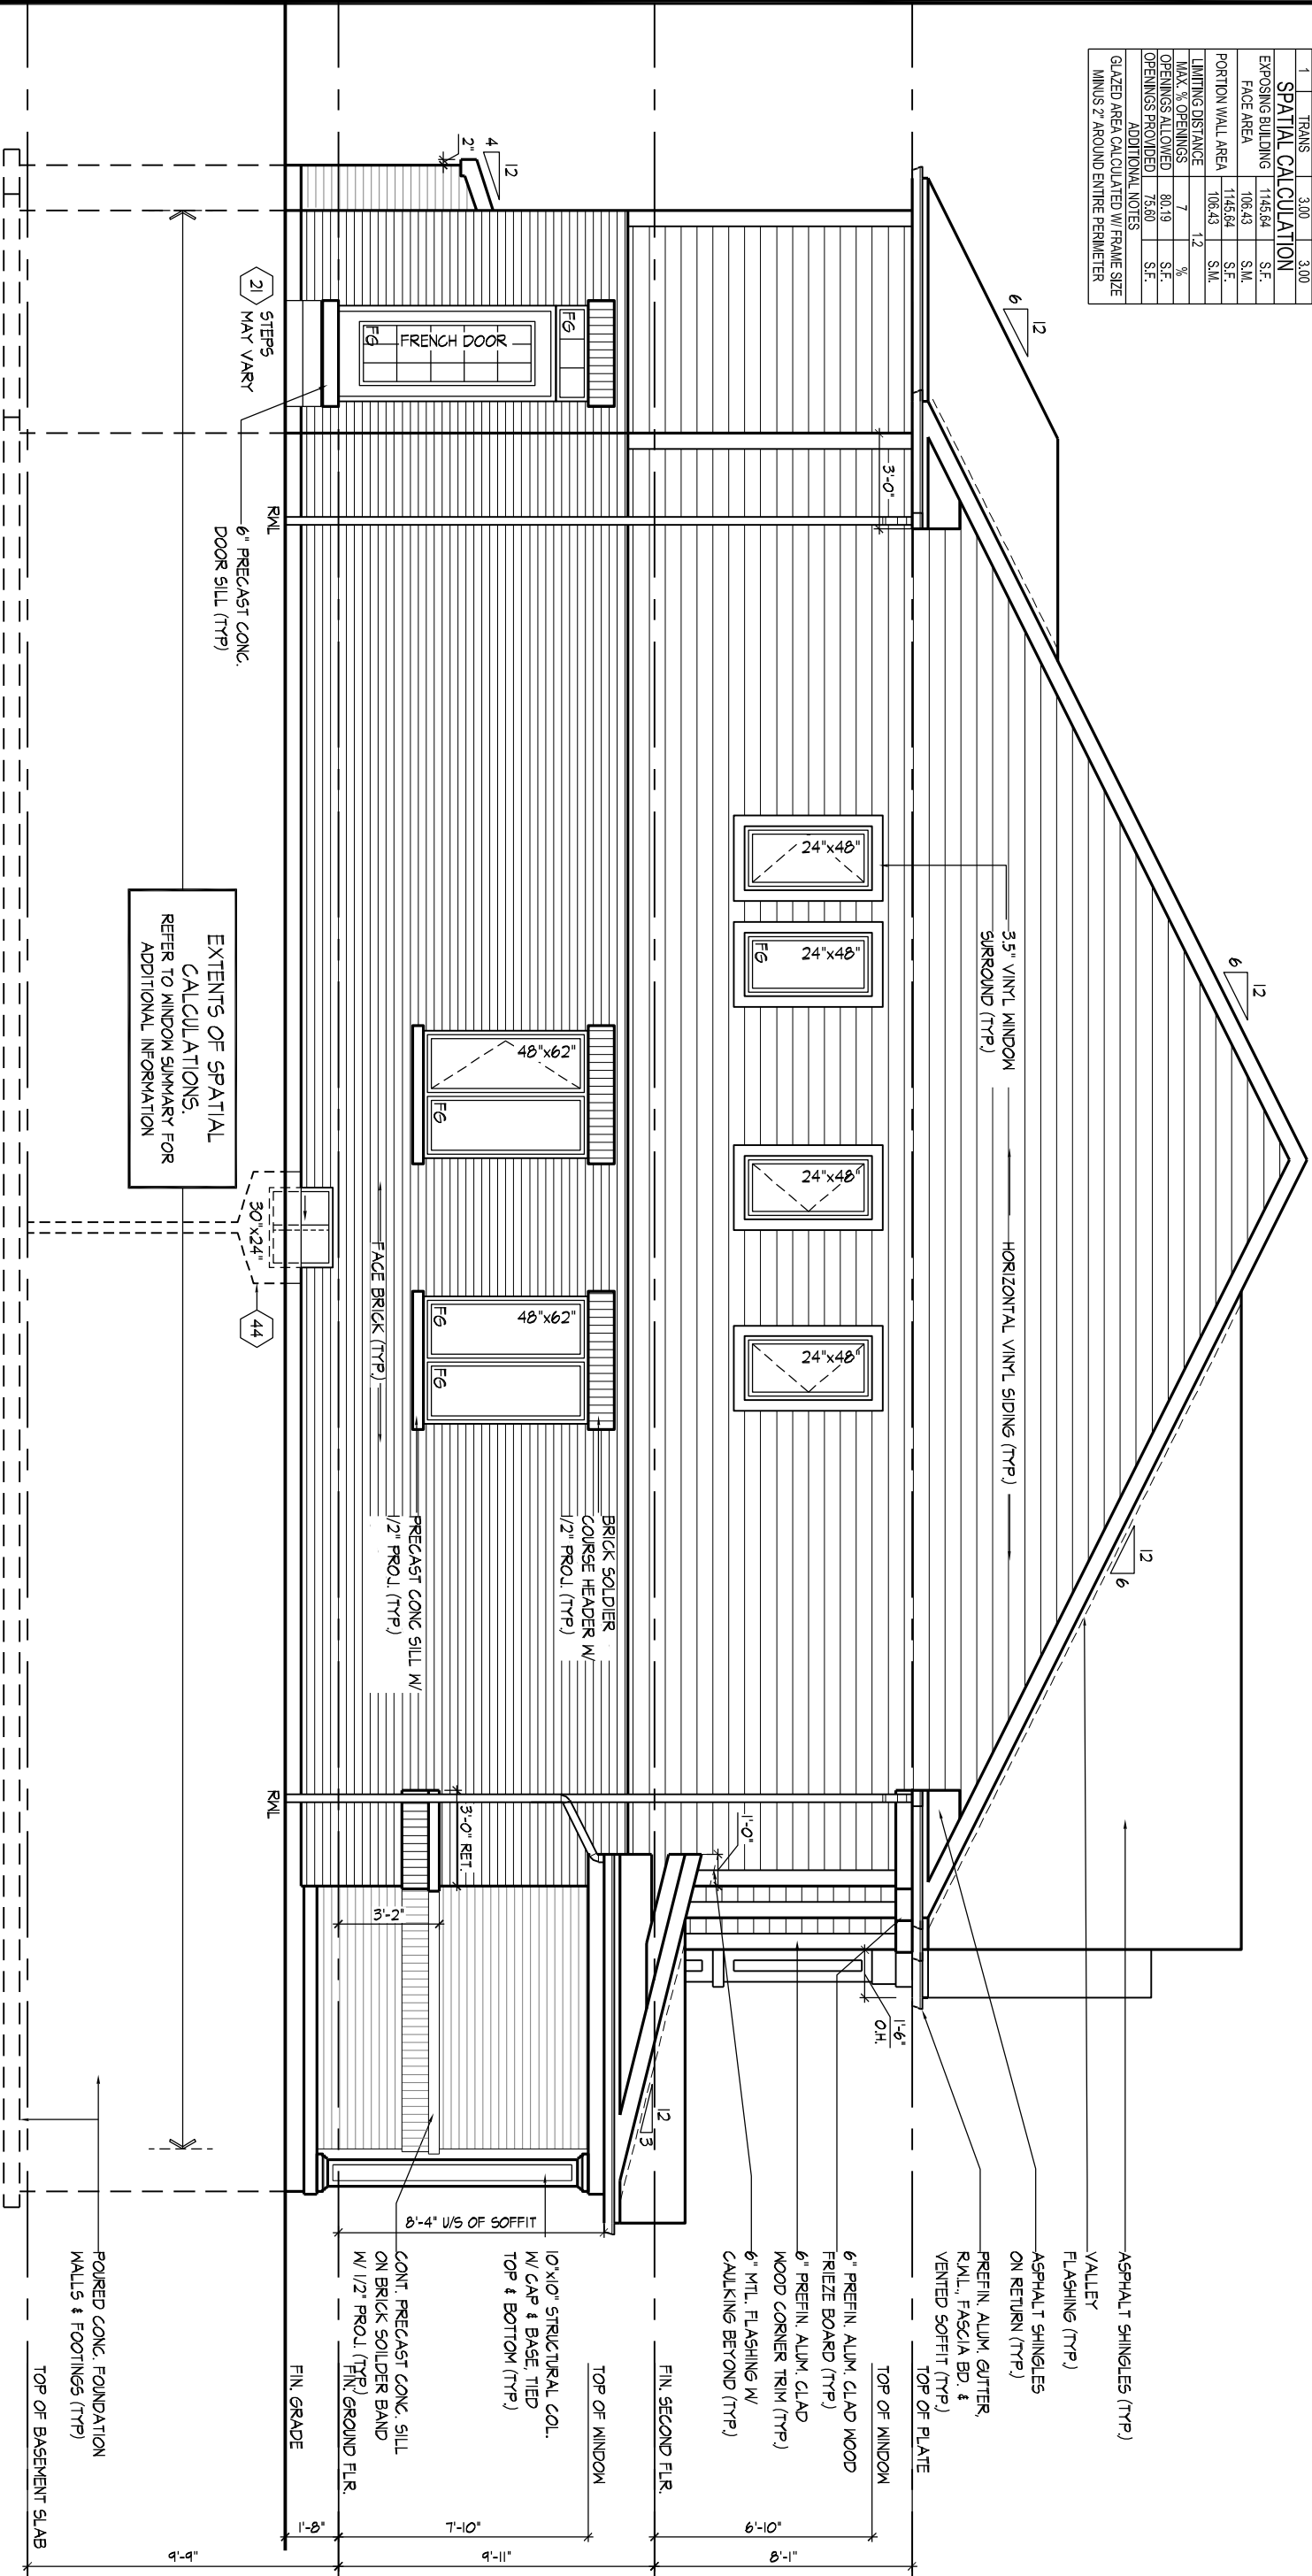 1 TRANS 3.00 3.00
SPATIAL CALCULATION
EXPOSING BUILDING FACE AREA 1145.64 S.F.
106.43 S.M.
PORTION WALL AREA 1145.64 S.F.
106.43 S.M.
LIMITING DISTANCE 1.2
MAX. % OPENINGS 7 %
OPENINGS ALLOWED 80.19 S.F.
OPENINGS PROVIDED 75.60 S.F.
ADDITIONAL NOTES
GLAZED AREA CALCULATED W/ FRAME SIZE
MINUS 2" AROUND ENTIRE PERIMETER
12
6
12
6
12
6
ASPHALT SHINGLES (TYP.)
VALLEY
FLASHING (TYP.)
ASPHALT SHINGLES
ON RETURN (TYP.)
PREFIN. ALUM. GUTTER,
R.W.L., FASCIA BD. &
VENTED SOFFIT (TYP.)
TOP OF PLATE
3.5" VINYL WINDOW
SURROUND (TYP.)
HORIZONTAL VINYL SIDING (TYP.)
3'-0"
1'-6"
O.H.
24"x48"
24"x48"
FG
24"x48"
24"x48"
1'-0"
TOP OF WINDOW
6" PREFIN. ALUM. CLAD WOOD
FRIEZE BOARD (TYP.)
6" PREFIN. ALUM. CLAD
WOOD CORNER TRIM (TYP.)
6" MTL. FLASHING W/
CAULKING BEYOND (TYP.)
6'-10"
8'-1"
FIN. SECOND FLR.
12
3
12
4
2"
FG
FRENCH DOOR
FG
48"x62"
FG
48"x62"
FG
FG
BRICK SOLDIER
COURSE HEADER W/
1/2" PROJ. (TYP.)
PRECAST CONC SILL W/
1/2" PROJ. (TYP.)
FACE BRICK (TYP.)
3'-0" RET.
3'-2"
8'-4" U/S OF SOFFIT
TOP OF WINDOW
10"x10" STRUCTURAL COL.
W/ CAP & BASE, TIED
TOP & BOTTOM (TYP.)
CONT. PRECAST CONC. SILL
ON BRICK SOILDER BAND
W/ 1/2" PROJ. (TYP.)
7'-10"
9'-11"
FIN. GROUND FLR.
1'-8"
FIN. GRADE
21
STEPS
MAY VARY
6" PRECAST CONC.
DOOR SILL (TYP)
RWL
RWL
30"x24"
44
EXTENTS OF SPATIAL
CALCULATIONS.
REFER TO WINDOW SUMMARY FOR
ADDITIONAL INFORMATION
POURED CONC. FOUNDATION
WALLS & FOOTINGS (TYP)
9'-9"
TOP OF BASEMENT SLAB